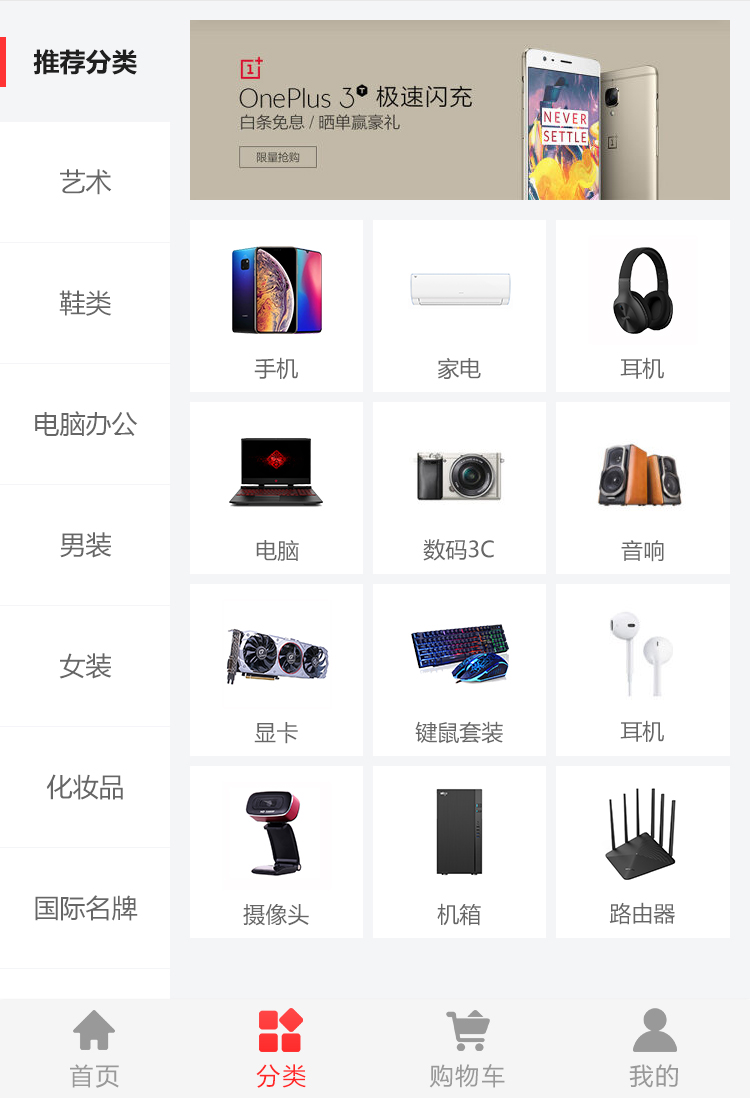 推荐分类
艺术
鞋类
电脑办公
男装
女装
化妆品
国际名牌
OnePlus 3T 极速闪充
白条免息 / 晒单赢豪礼
限量抢购
NEVER
SETTLE
手机
家电
耳机
电脑
数码3C
音响
显卡
键鼠套装
耳机
摄像头
机箱
路由器
首页
分类
购物车
我的